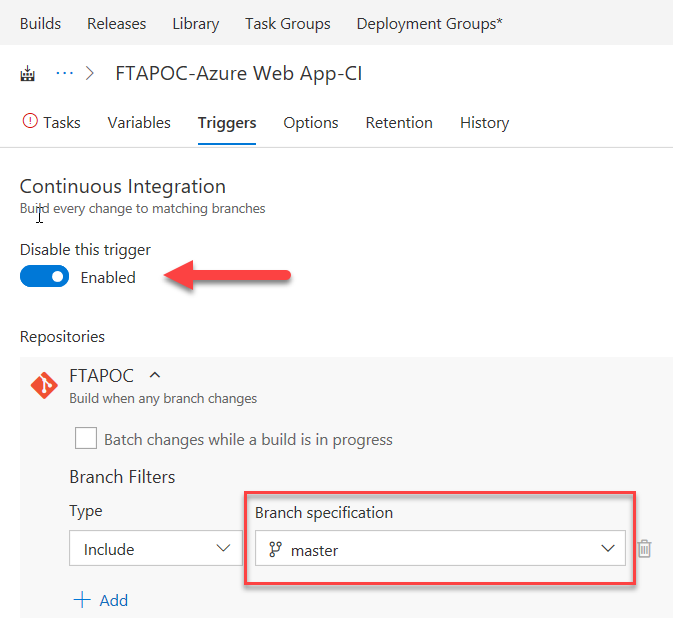 Builds Releases Library Task Groups Deployment Groups*
... > FTAPOC-Azure Web App-CI
Tasks Variables Triggers Options Retention History
Continuous Integration
Build every change to matching branches
Disable this trigger
Enabled
Repositories
FTAPOC
Build when any branch changes
Batch changes while a build is in progress
Branch Filters
Type Branch specification
Include master
+ Add